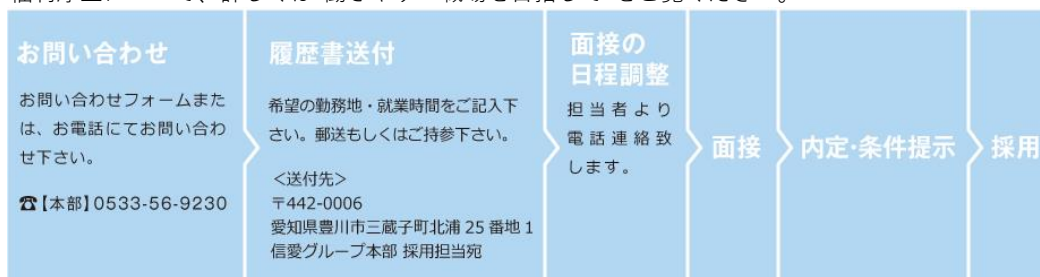 お問い合わせ
お問い合わせフォームまた
は、お電話にてお問い合わ
せ下さい。
☎【本部】0533-56-9230
履歴書送付
希望の勤務地・就業時間をご記入下
さい。郵送もしくはご持参下さい。
＜送付先＞
〒442-0006
愛知県豊川市三蔵子町北浦 25 番地 1
信愛グループ本部 採用担当宛
面接の
日程調整
担当者より
電話連絡致
します。
面接
内定･条件提示
採用